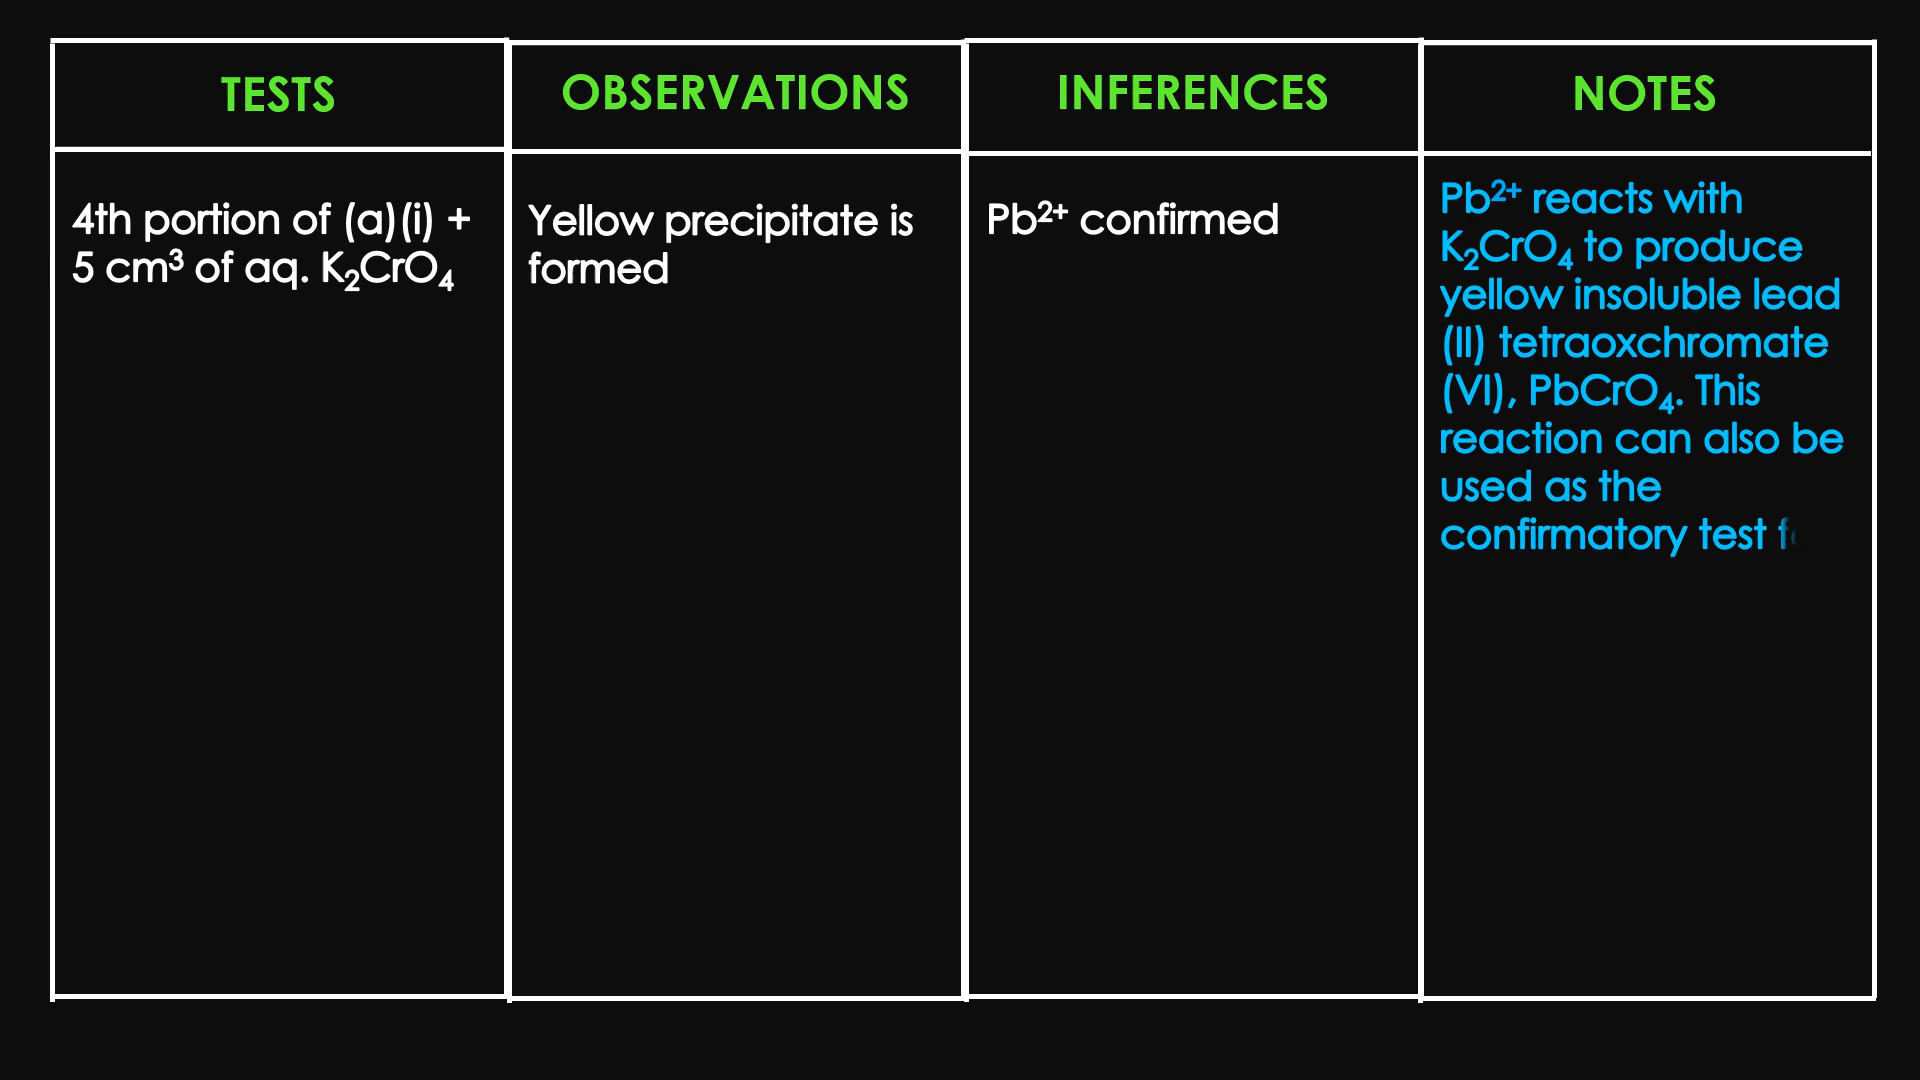 TESTS
OBSERVATIONS
INFERENCES
NOTES
4th portion of (a)(i) +
5 cm³ of aq. K₂CrO₄
Yellow precipitate is
formed
Pb²⁺ confirmed
Pb²⁺ reacts with
K₂CrO₄ to produce
yellow insoluble lead
(II) tetraoxchromate
(VI), PbCrO₄. This
reaction can also be
used as the
confirmatory test